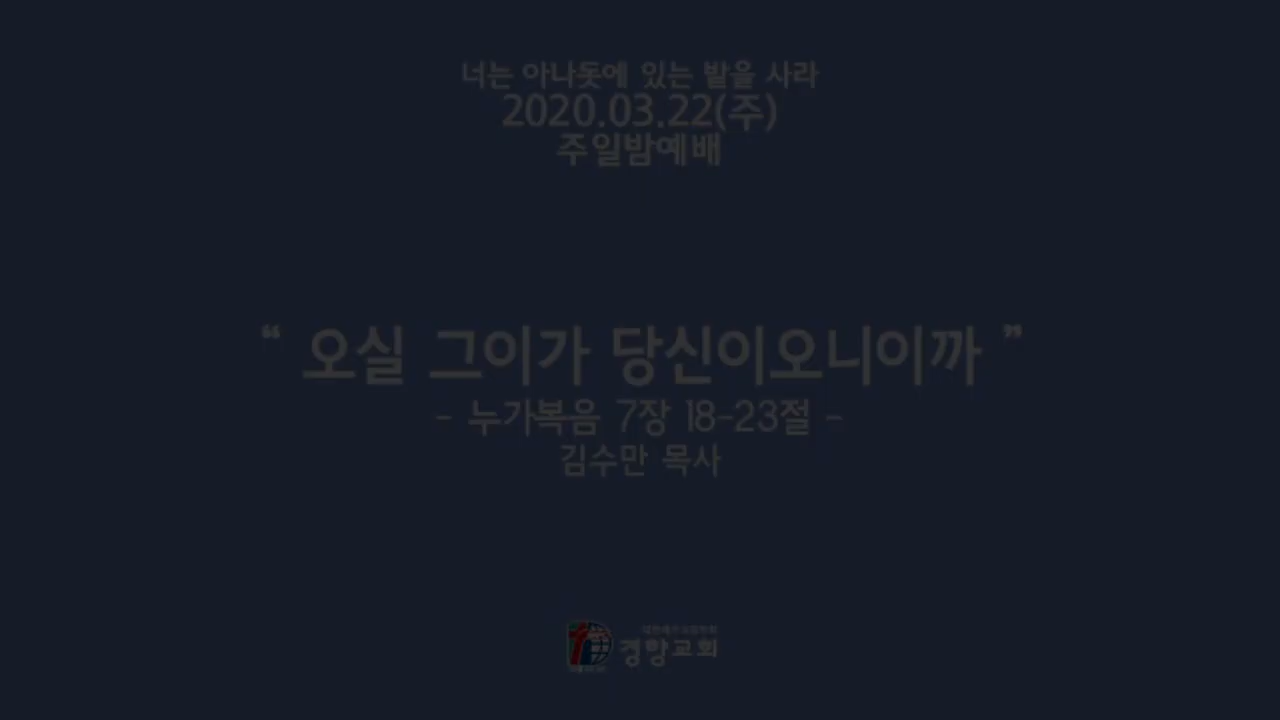 너는 아나돗에 있는 밭을 사라
2020.03.22(주)
주일밤예배
“ 오실 그이가 당신이오니이까 ”
- 누가복음 7장 18-23절 -
김수만 목사
경향교회